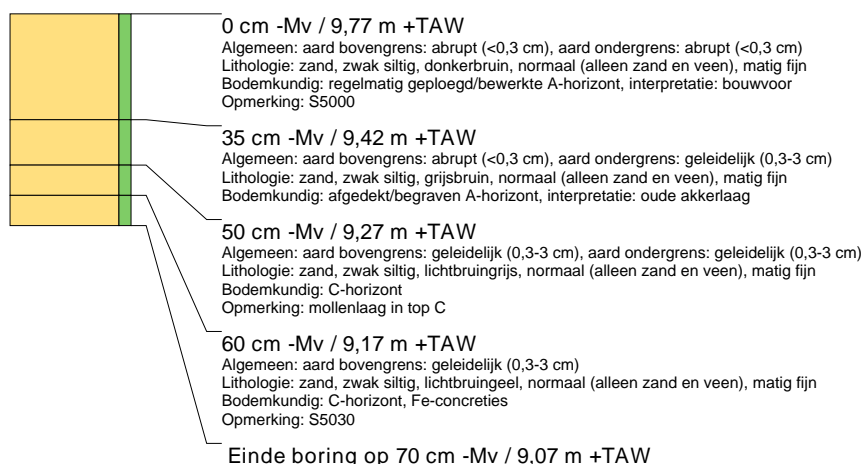 0 cm -Mv / 9,77 m +TAW
Algemeen: aard bovengrens: abrupt (<0,3 cm), aard ondergrens: abrupt (<0,3 cm)
Lithologie: zand, zwak siltig, donkerbruin, normaal (alleen zand en veen), matig fijn
Bodemkundig: regelmatig geploegd/bewerkte A-horizont, interpretatie: bouwvoor
Opmerking: S5000
35 cm -Mv / 9,42 m +TAW
Algemeen: aard bovengrens: abrupt (<0,3 cm), aard ondergrens: geleidelijk (0,3-3 cm)
Lithologie: zand, zwak siltig, grijsbruin, normaal (alleen zand en veen), matig fijn
Bodemkundig: afgedekt/begraven A-horizont, interpretatie: oude akkerlaag
50 cm -Mv / 9,27 m +TAW
Algemeen: aard bovengrens: geleidelijk (0,3-3 cm), aard ondergrens: geleidelijk (0,3-3 cm)
Lithologie: zand, zwak siltig, lichtbruingrijs, normaal (alleen zand en veen), matig fijn
Bodemkundig: C-horizont
Opmerking: mollenlaag in top C
60 cm -Mv / 9,17 m +TAW
Algemeen: aard bovengrens: geleidelijk (0,3-3 cm)
Lithologie: zand, zwak siltig, lichtbruingeel, normaal (alleen zand en veen), matig fijn
Bodemkundig: C-horizont, Fe-concreties
Opmerking: S5030
Einde boring op 70 cm -Mv / 9,07 m +TAW